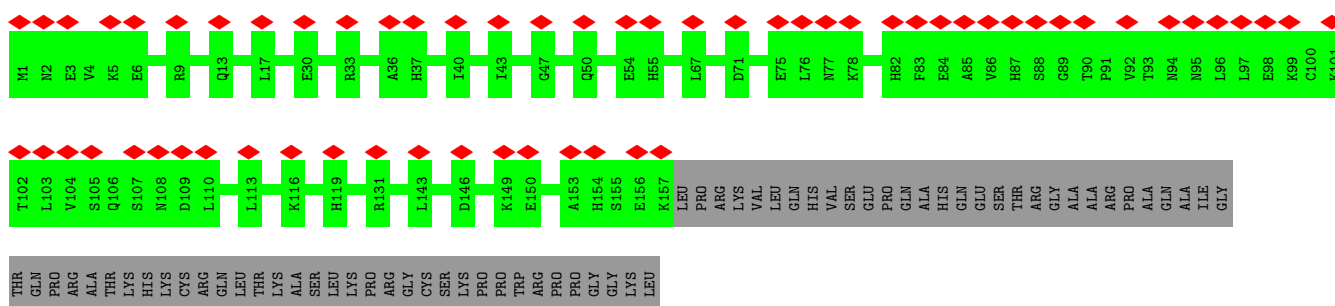 M1 N2 E3 V4 K5 E6 R9 Q13 L17 E30 R33 A36 H37 I40 I43 G47 Q50 E54 H55 L67 D71 E75 L76 N77 K78 H82 F83 E84 A85 V86 H87 S88 G89 T90 P91 V92 T93 N94 N95 L96 L97 E98 K99 C100 K101
T102 L103 V104 S105 Q106 S107 N108 D109 L110 L113 K116 H119 R131 L143 D146 K149 E150 A153 H154 S155 E156 K157 LEU PRO ARG LYS VAL LEU GLN HIS VAL SER GLU PRO GLN ALA HIS GLN GLU SER THR ARG GLY ALA ALA ARG PRO ALA GLN ALA ILE GLY
THR GLN PRO ARG ALA THR LYS HIS LYS CYS ARG GLN LEU THR LYS ALA SER LEU LYS PRO ARG GLY CYS SER LYS PRO PRO TRP ARG PRO PRO GLY GLY LYS LEU